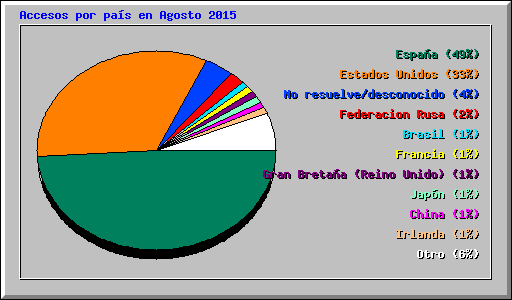 Accesos por país en Agosto 2015
España (49%)
Estados Unidos (33%)
No resuelve/desconocido (4%)
Federacion Rusa (2%)
Brasil (1%)
Francia (1%)
Gran Bretaña (Reino Unido) (1%)
Japón (1%)
China (1%)
Irlanda (1%)
Otro (6%)